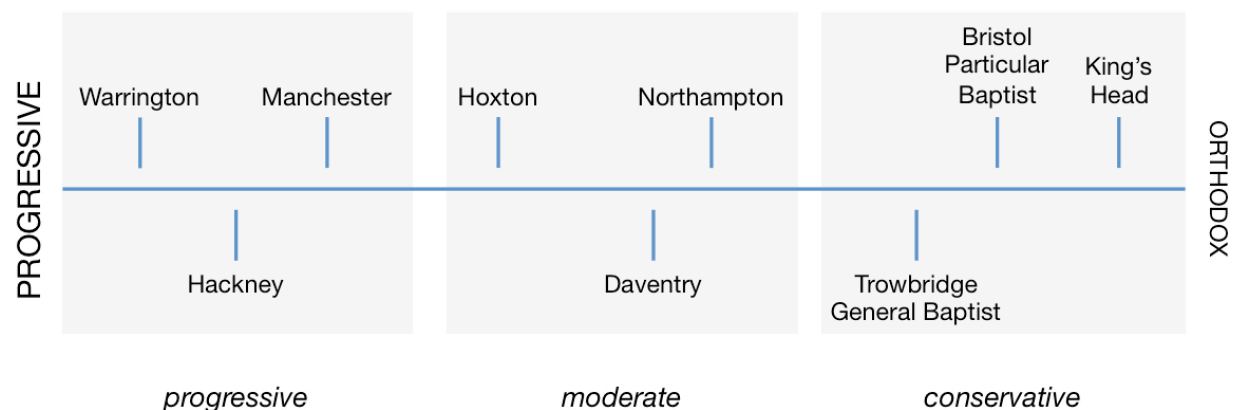 PROGRESSIVE
Warrington
Manchester
Hackney
Hoxton
Northampton
Daventry
Bristol
Particular
Baptist
King's
Head
Trowbridge
General Baptist
ORTHODOX
progressive
moderate
conservative